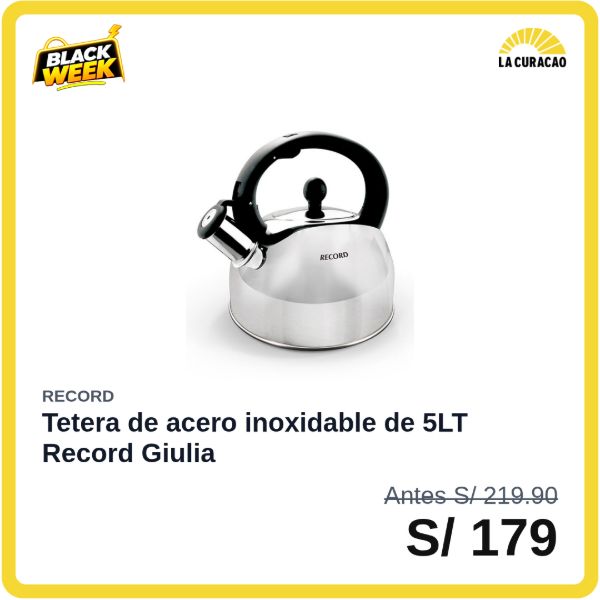 BLACK
WEEK
LA CURACAO
RECORD
RECORD
Tetera de acero inoxidable de 5LT
Record Giulia
Antes S/ 219.90
S/ 179